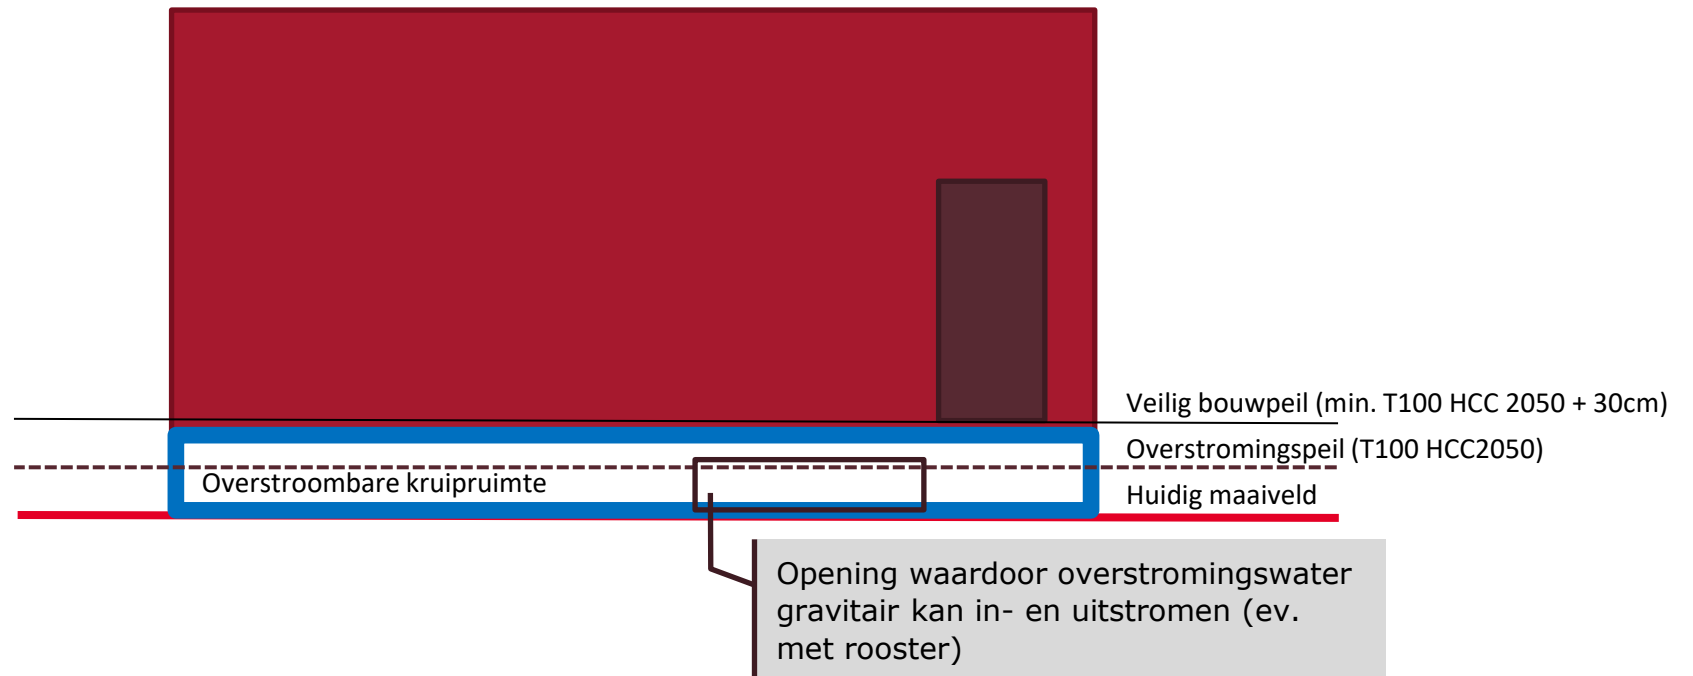 Veilig bouwpeil (min. T100 HCC 2050 + 30cm)
Overstromingspeil (T100 HCC2050)
Overstroombare kruipruimte
Huidig maaiveld
Opening waardoor overstromingswater
gravitair kan in- en uitstromen (ev.
met rooster)